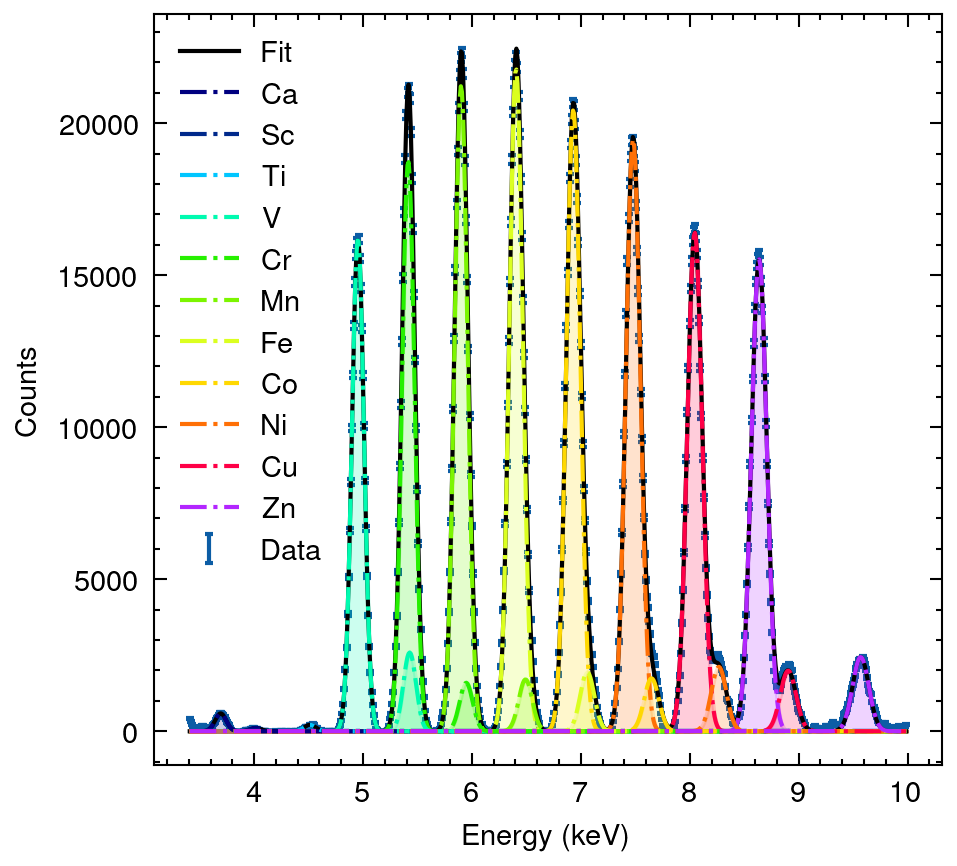 Fit
Ca
Sc
Ti
V
Cr
Mn
Fe
Co
Ni
Cu
Zn
Data
20000
15000
10000
5000
0
Counts
4 5 6 7 8 9 10
Energy (keV)